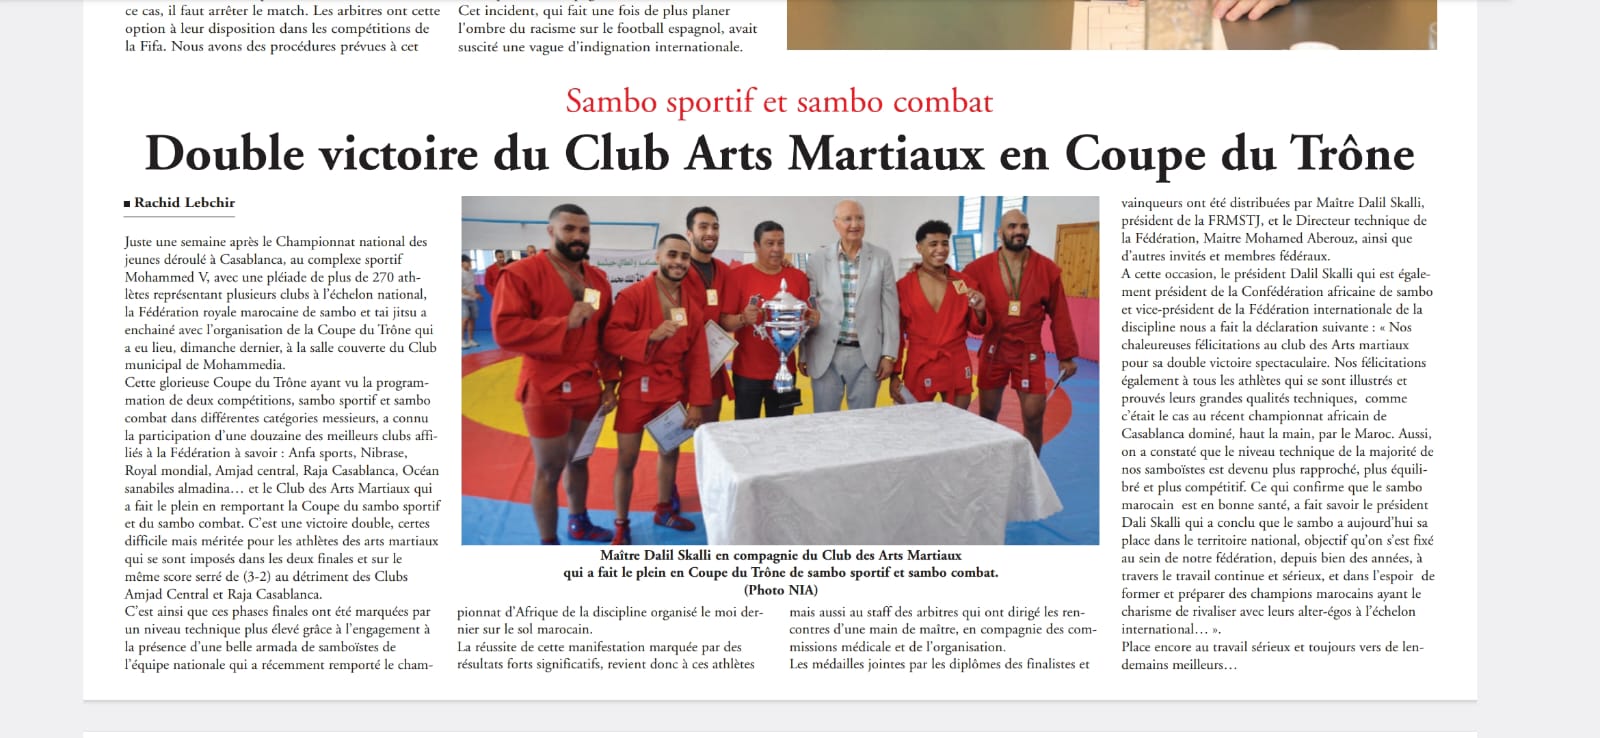 ce cas, il faut arrêter le match. Les arbitres ont cette
option à leur disposition dans les compétitions de
la Fifa. Nous avons des procédures prévues à cet
Cet incident, qui fait une fois de plus planer
l'ombre du racisme sur le football espagnol, avait
suscité une vague d'indignation internationale.
Sambo sportif et sambo combat
Double victoire du Club Arts Martiaux en Coupe du Trône
■ Rachid Lebchir
Juste une semaine après le Championnat national des
jeunes déroulé à Casablanca, au complexe sportif
Mohammed V, avec une pléiade de plus de 270 ath-
lètes représentant plusieurs clubs à l'échelon national,
la Fédération royale marocaine de sambo et tai jitsu a
enchainé avec l'organisation de la Coupe du Trône qui
a eu lieu, dimanche dernier, à la salle couverte du Club
municipal de Mohammedia.
Cette glorieuse Coupe du Trône ayant vu la program-
mation de deux compétitions, sambo sportif et sambo
combat dans différentes catégories messieurs, a connu
la participation d'une douzaine des meilleurs clubs affi-
liés à la Fédération à savoir : Anfa sports, Nibrase,
Royal mondial, Amjad central, Raja Casablanca, Océan
sanabiles almadina… et le Club des Arts Martiaux qui
a fait le plein en remportant la Coupe du sambo sportif
et du sambo combat. C'est une victoire double, certes
difficile mais méritée pour les athlètes des arts martiaux
qui se sont imposés dans les deux finales et sur le
même score serré de (3-2) au détriment des Clubs
Amjad Central et Raja Casablanca.
C'est ainsi que ces phases finales ont été marquées par
un niveau technique plus élevé grâce à l'engagement à
la présence d'une belle armada de samboïstes de
l'équipe nationale qui a récemment remporté le cham-
Maître Dalil Skalli en compagnie du Club des Arts Martiaux
qui a fait le plein en Coupe du Trône de sambo sportif et sambo combat.
(Photo NIA)
pionnat d'Afrique de la discipline organisé le moi der-
nier sur le sol marocain.
La réussite de cette manifestation marquée par des
résultats forts significatifs, revient donc à ces athlètes
mais aussi au staff des arbitres qui ont dirigé les ren-
contres d'une main de maître, en compagnie des com-
missions médicale et de l'organisation.
Les médailles jointes par les diplômes des finalistes et
vainqueurs ont été distribuées par Maître Dalil Skalli,
président de la FRMSTJ, et le Directeur technique de
la Fédération, Maitre Mohamed Aberouz, ainsi que
d'autres invités et membres fédéraux.
A cette occasion, le président Dalil Skalli qui est égale-
ment président de la Confédération africaine de sambo
et vice-président de la Fédération internationale de la
discipline nous a fait la déclaration suivante : « Nos
chaleureuses félicitations au club des Arts martiaux
pour sa double victoire spectaculaire. Nos félicitations
également à tous les athlètes qui se sont illustrés et
prouvés leurs grandes qualités techniques, comme
c'était le cas au récent championnat africain de
Casablanca dominé, haut la main, par le Maroc. Aussi,
on a constaté que le niveau technique de la majorité de
nos samboïstes est devenu plus rapproché, plus équili-
bré et plus compétitif. Ce qui confirme que le sambo
marocain est en bonne santé, a fait savoir le président
Dali Skalli qui a conclu que le sambo a aujourd'hui sa
place dans le territoire national, objectif qu'on s'est fixé
au sein de notre fédération, depuis bien des années, à
travers le travail continue et sérieux, et dans l'espoir de
former et préparer des champions marocains ayant le
charisme de rivaliser avec leurs alter-égos à l'échelon
international… ».
Place encore au travail sérieux et toujours vers de len-
demains meilleurs…